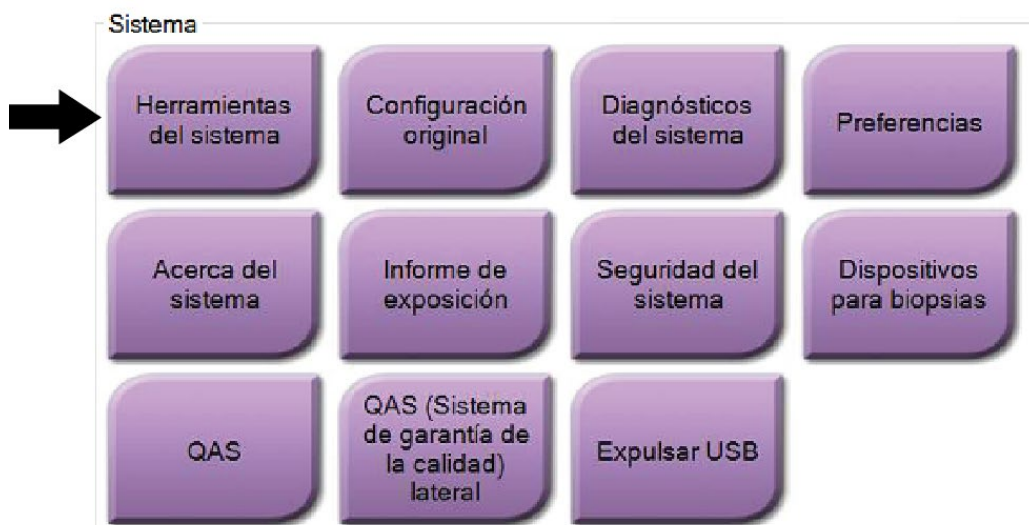 Sistema
Herramientas
del sistema
Configuración
original
Diagnósticos
del sistema
Preferencias
Acerca del
sistema
Informe de
exposición
Seguridad del
sistema
Dispositivos
para biopsias
QAS
QAS (Sistema
de garantía de
la calidad)
lateral
Expulsar USB